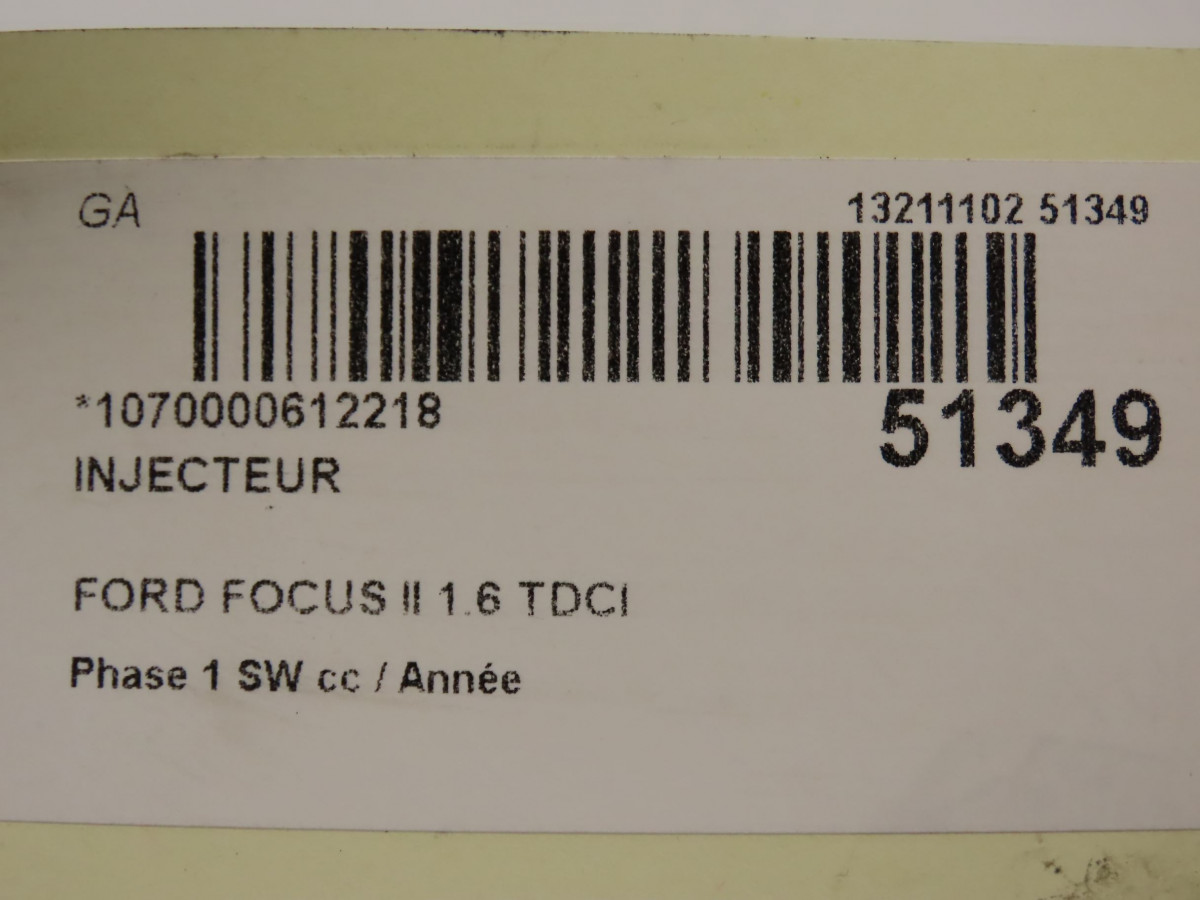 GA
13211102 51349
*1070000612218
51349
INJECTEUR
FORD FOCUS II 1.6 TDCI
Phase 1 SW cc / Année